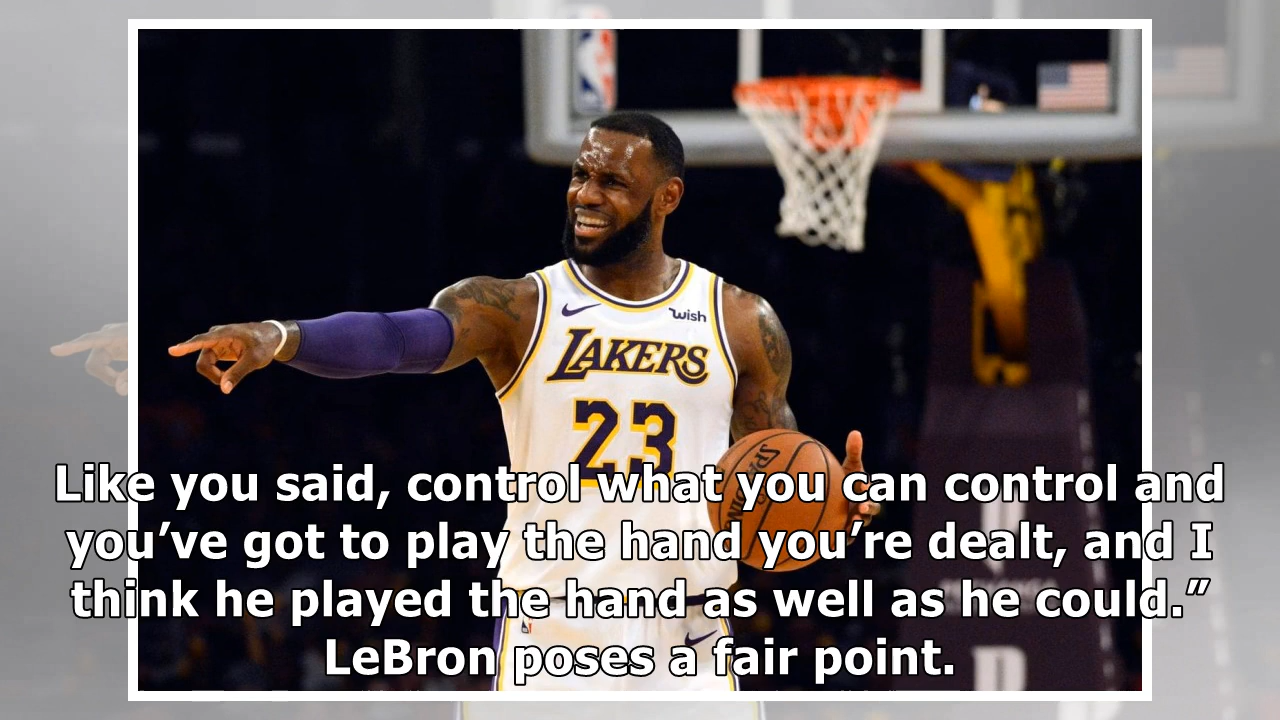 wish
LAKERS
23
SPALDING
Like you said, control what you can control and
you’ve got to play the hand you’re dealt, and I
think he played the hand as well as he could.”
LeBron poses a fair point.